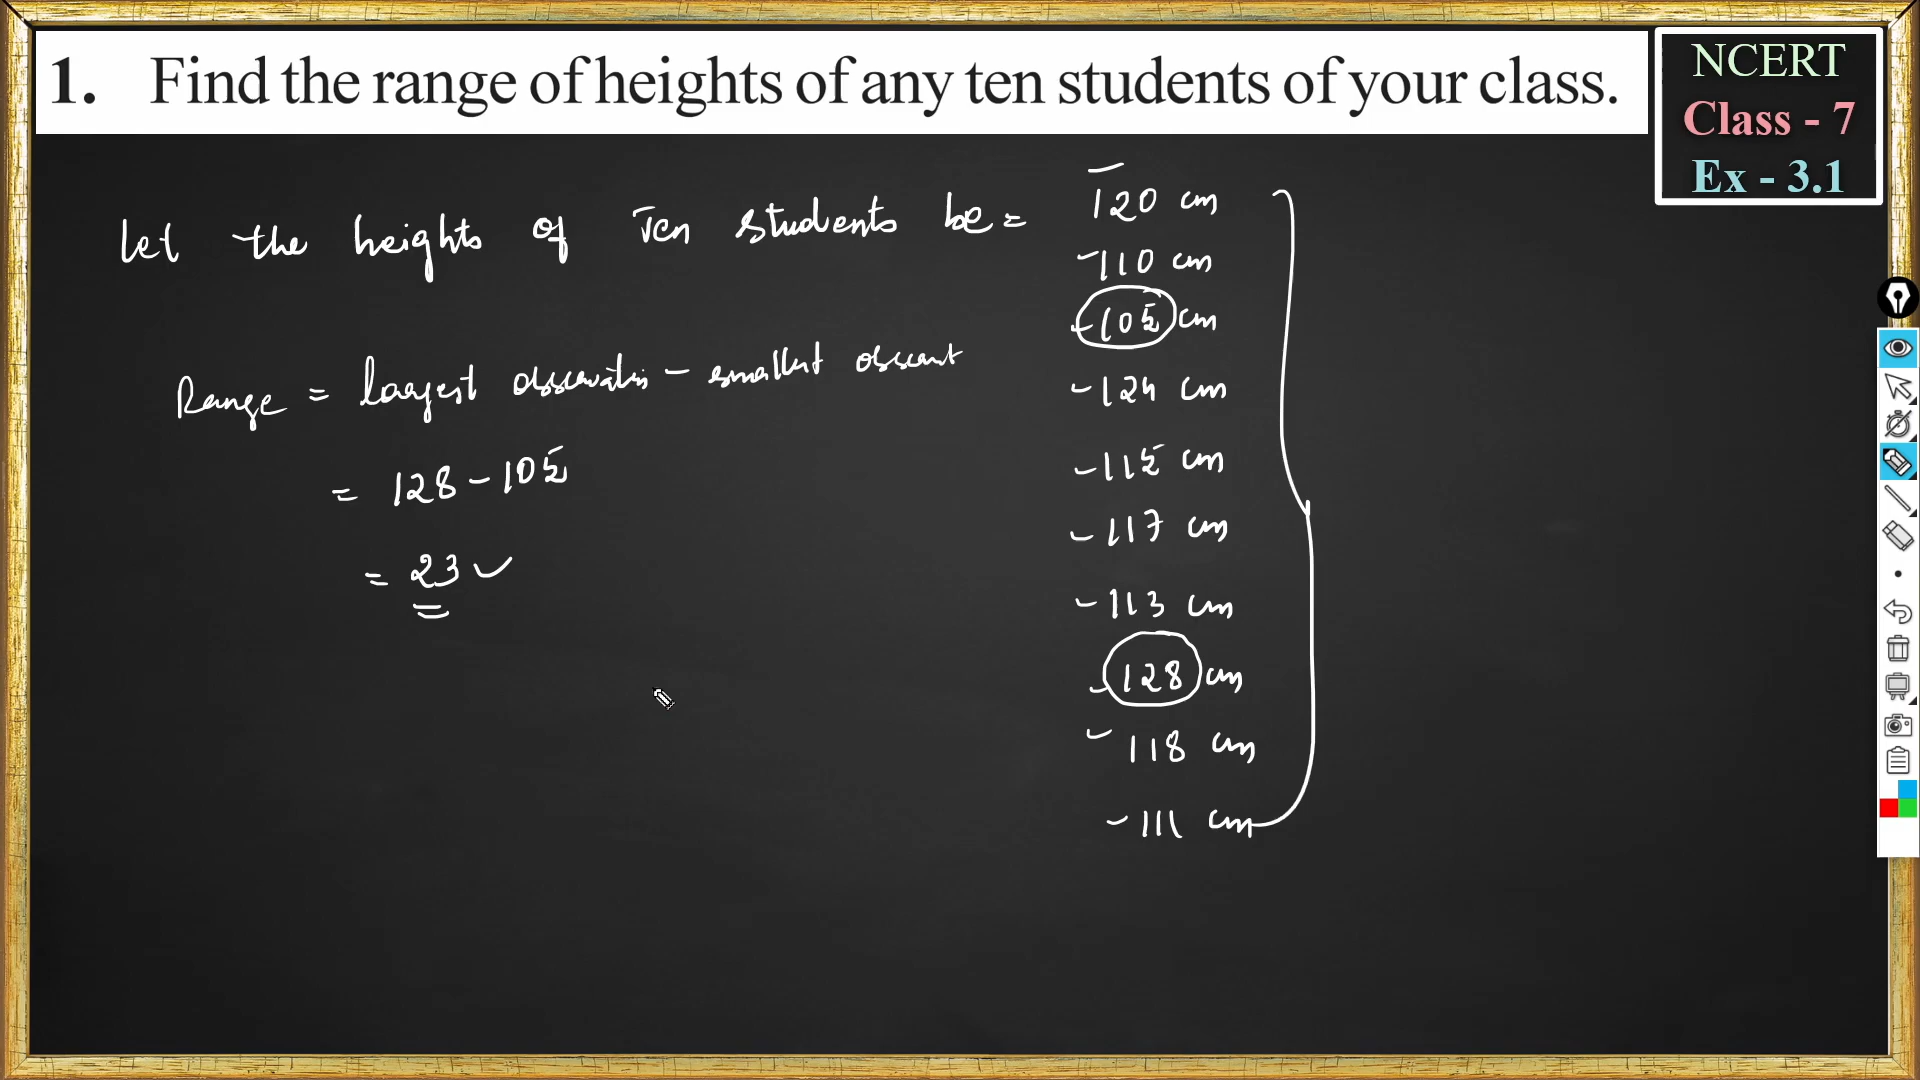 1. Find the range of heights of any ten students of your class.
NCERT
Class - 7
Ex - 3.1
Let the heights of Ten students be =
120 cm
110 cm
105 cm
124 cm
115 cm
117 cm
113 cm
128 cm
118 cm
111 cm
Range = largest observation - smallest
= 128 - 105
= 23 ✓